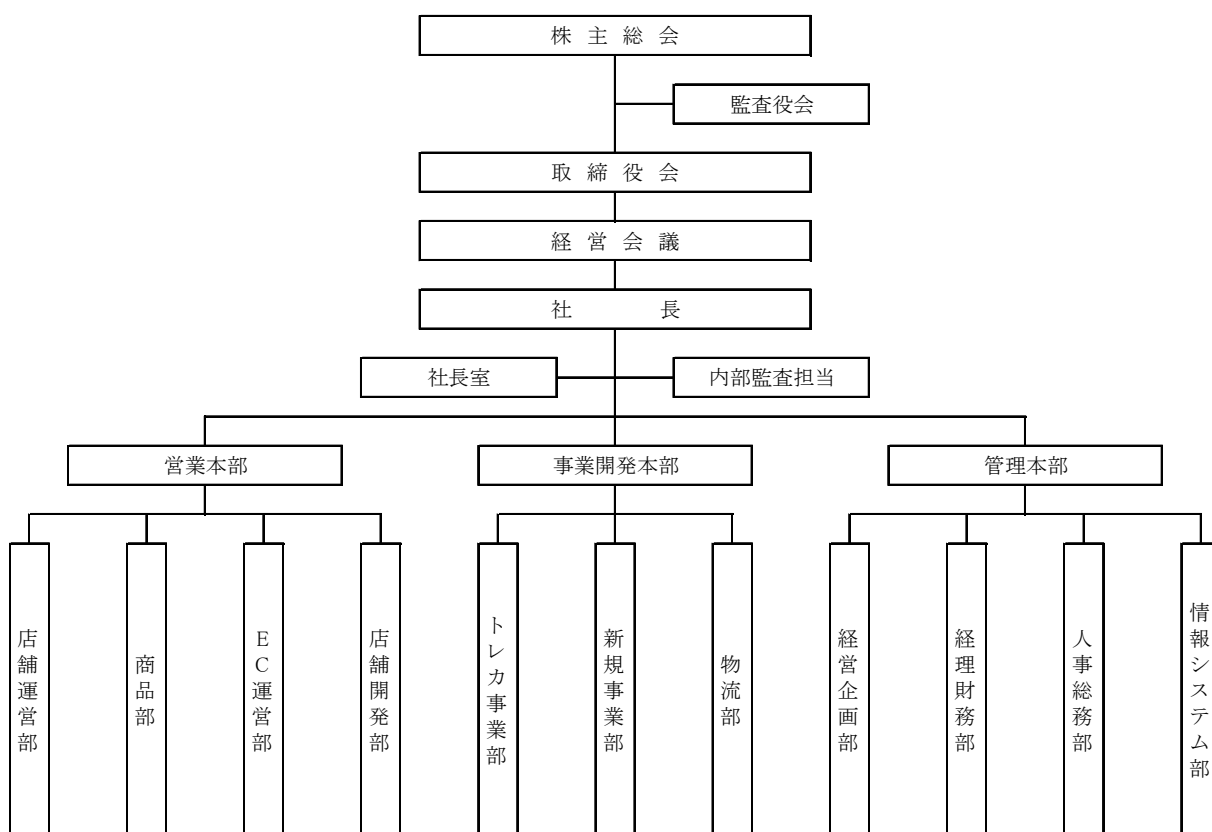 株主総会
監査役会
取締役会
経営会議
社長
社長室
内部監査担当
営業本部
事業開発本部
管理本部
店舗運営部
商品部
EC運営部
店舗開発部
トレカ事業部
新規事業部
物流部
経営企画部
経理財務部
人事総務部
情報システム部